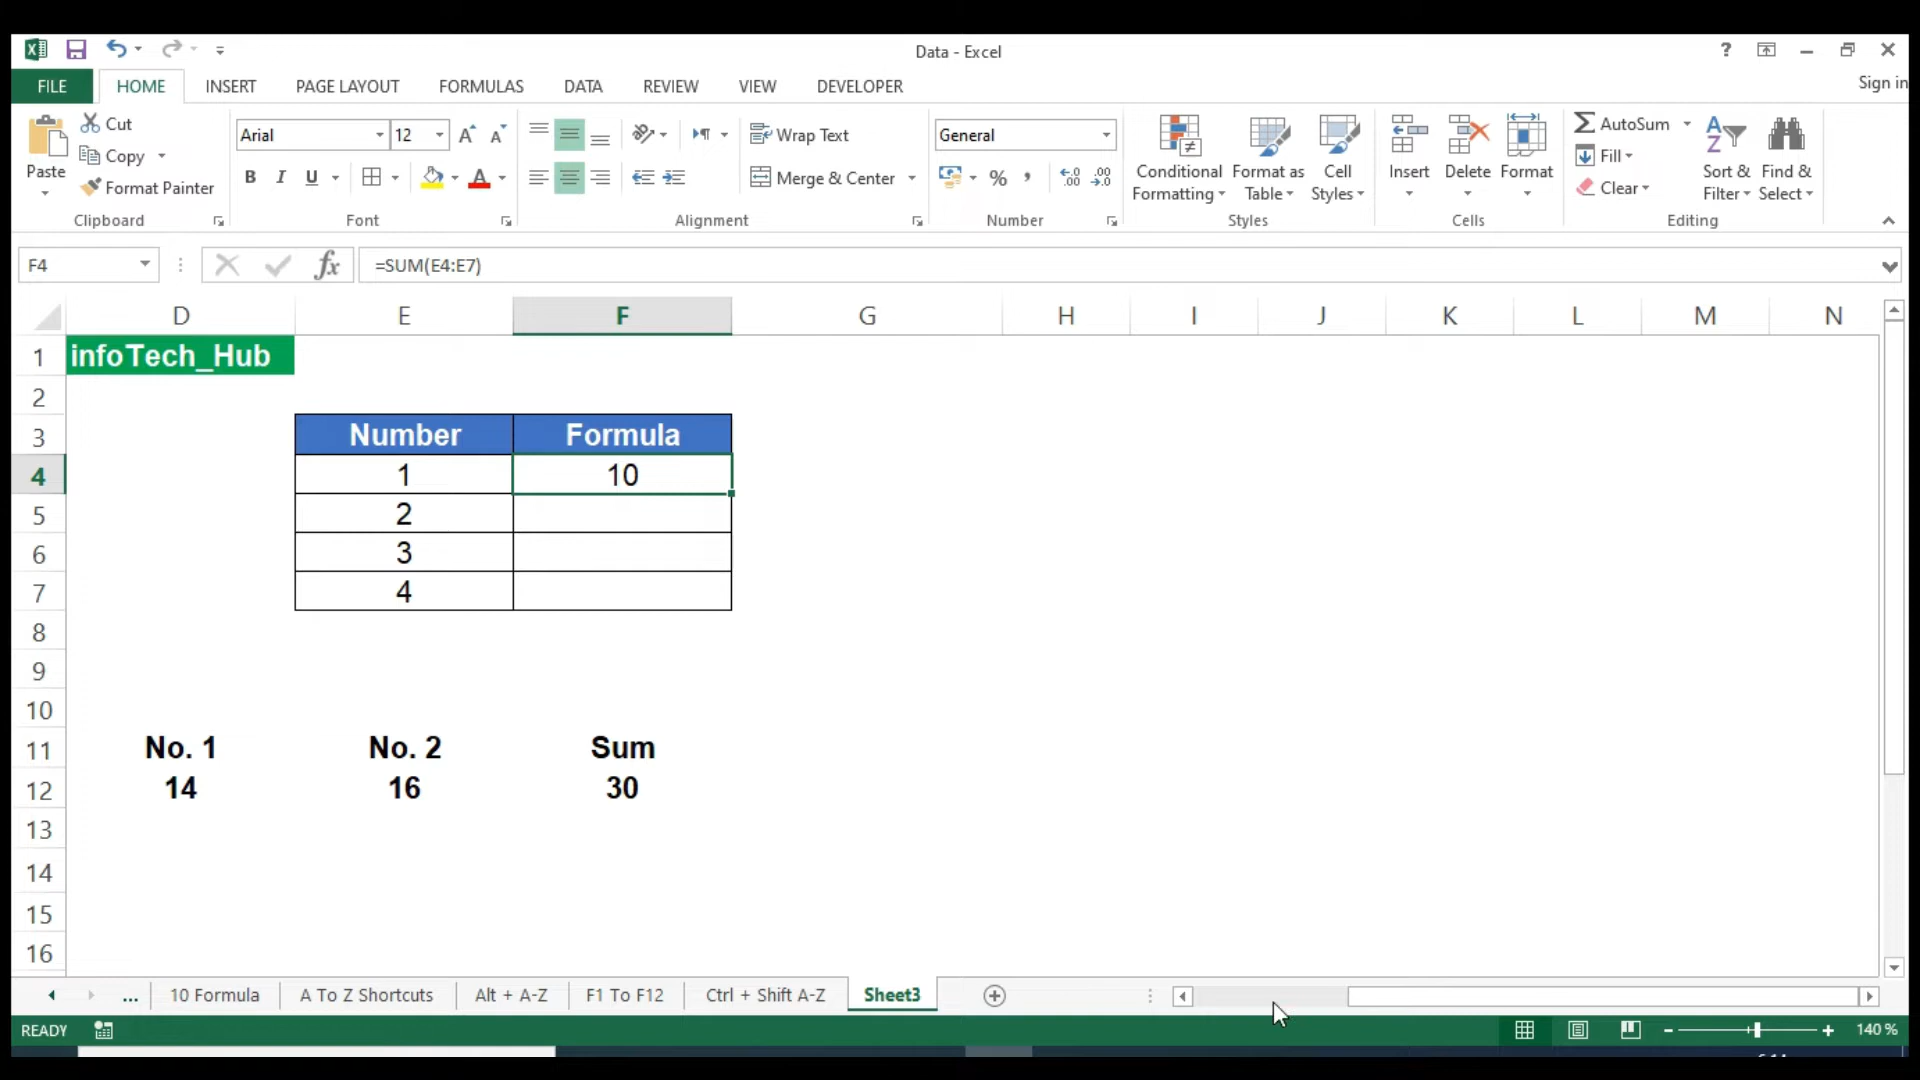 Data - Excel
?
Sign in
FILE HOME INSERT PAGE LAYOUT FORMULAS DATA REVIEW VIEW DEVELOPER
Paste
Cut
Copy
Format Painter
Clipboard
Arial 12
B I U
Font
Wrap Text
Merge & Center
Alignment
General
%
Number
Conditional Formatting
Format as Table
Cell Styles
Styles
Insert
Delete
Format
Cells
AutoSum
Fill
Clear
Sort & Filter
Find & Select
Editing
F4 fx =SUM(E4:E7)
D E F G H I J K L M N
1 infoTech_Hub
2
3 Number Formula
4 1 10
5 2
6 3
7 4
8
9
10
11 No. 1 No. 2 Sum
12 14 16 30
13
14
15
16
... 10 Formula A To Z Shortcuts Alt + A-Z F1 To F12 Ctrl + Shift A-Z Sheet3
READY 140 %